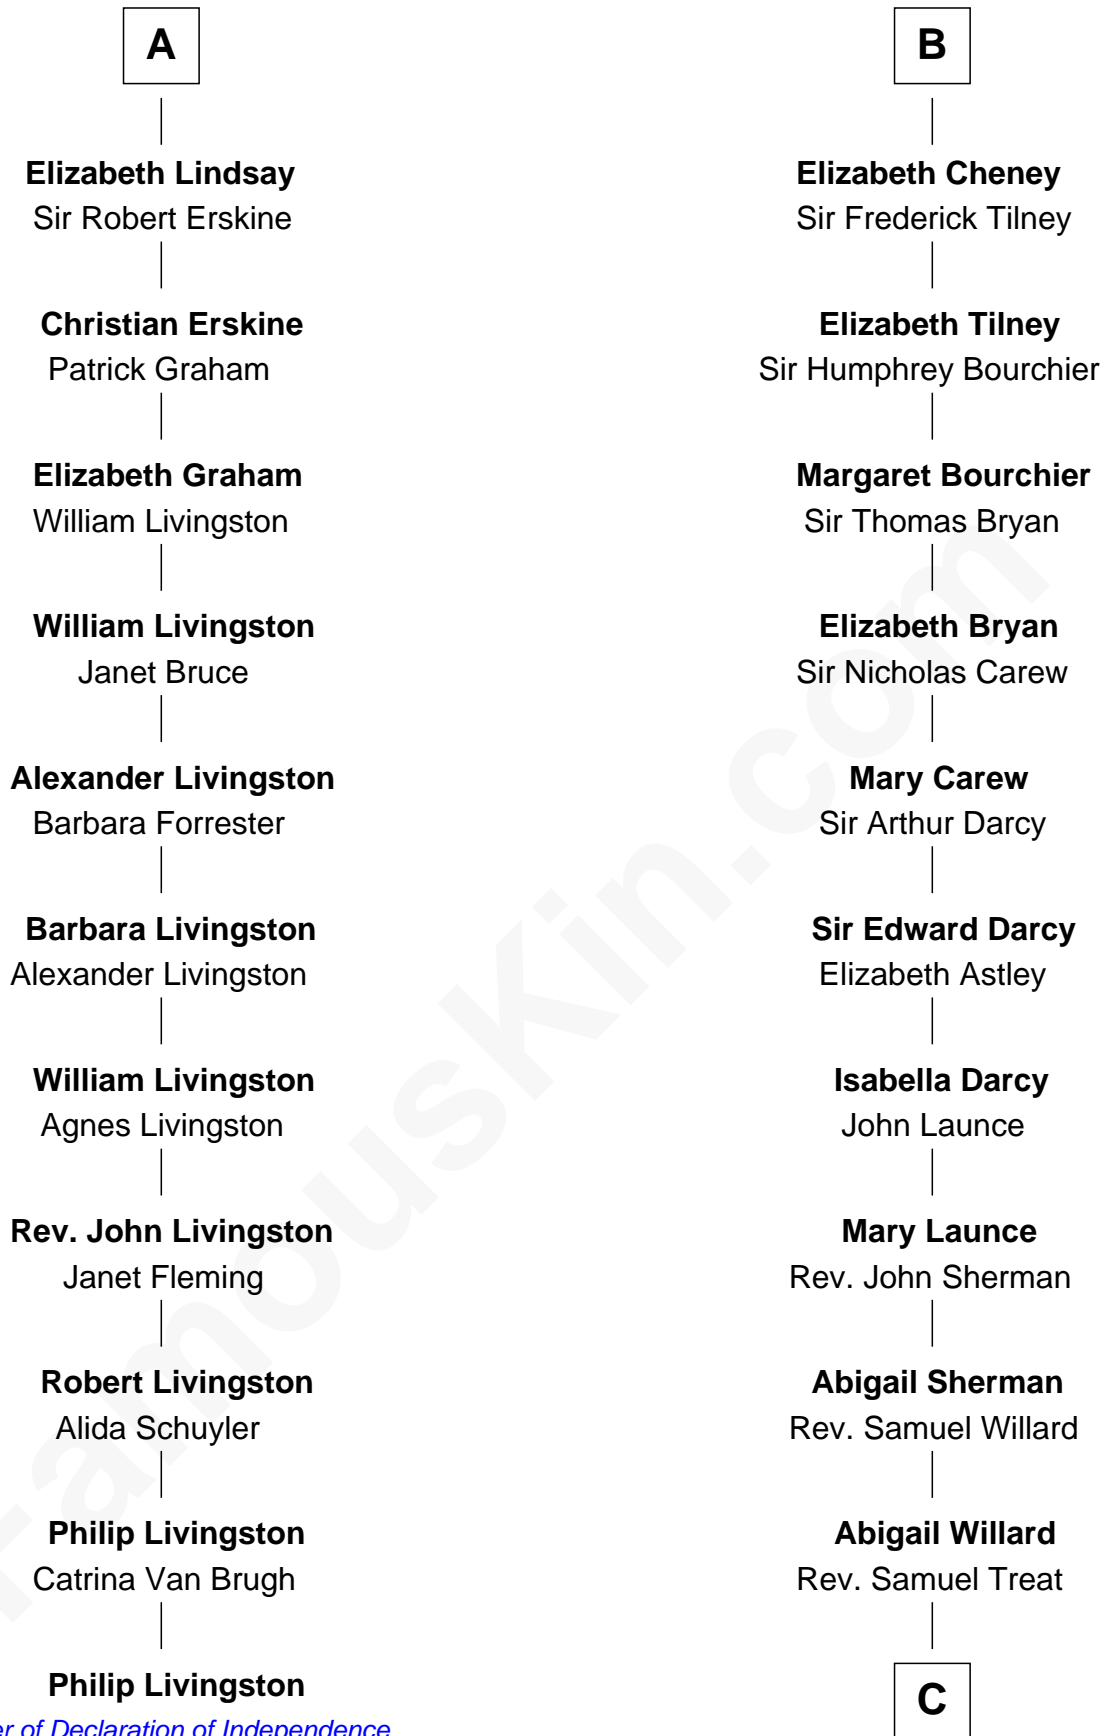 A
Elizabeth Lindsay
Sir Robert Erskine
Christian Erskine
Patrick Graham
Elizabeth Graham
William Livingston
William Livingston
Janet Bruce
Alexander Livingston
Barbara Forrester
Barbara Livingston
Alexander Livingston
William Livingston
Agnes Livingston
Rev. John Livingston
Janet Fleming
Robert Livingston
Alida Schuyler
Philip Livingston
Catrina Van Brugh
Philip Livingston
of Declaration of Independence
B
Elizabeth Cheney
Sir Frederick Tilney
Elizabeth Tilney
Sir Humphrey Bourchier
Margaret Bourchier
Sir Thomas Bryan
Elizabeth Bryan
Sir Nicholas Carew
Mary Carew
Sir Arthur Darcy
Sir Edward Darcy
Elizabeth Astley
Isabella Darcy
John Launce
Mary Launce
Rev. John Sherman
Abigail Sherman
Rev. Samuel Willard
Abigail Willard
Rev. Samuel Treat
C
FamousKin.com